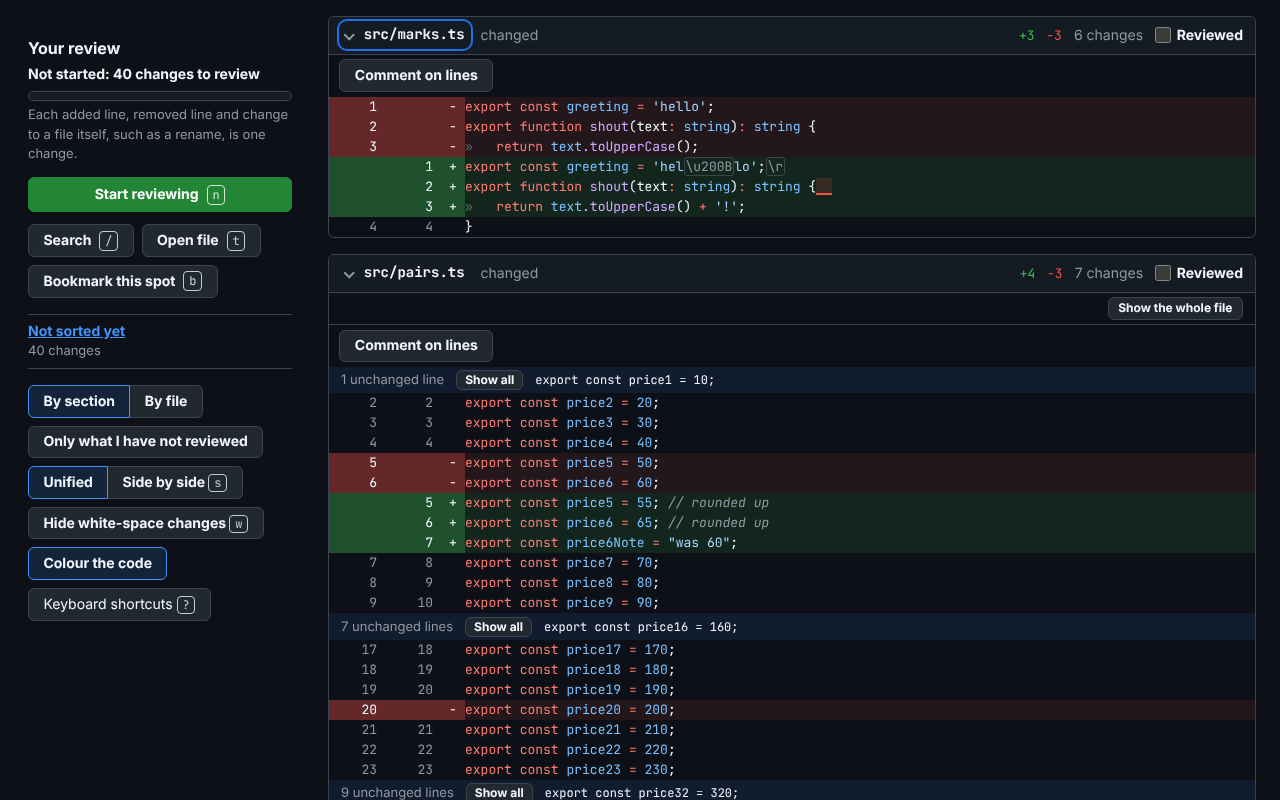 Your review
Not started: 40 changes to review
Each added line, removed line and change
to a file itself, such as a rename, is one
change.
Start reviewing n
Search /
Open file t
Bookmark this spot b
Not sorted yet
40 changes
By section
By file
Only what I have not reviewed
Unified
Side by side s
Hide white-space changes w
Colour the code
Keyboard shortcuts ?
src/marks.ts changed +3 -3 6 changes Reviewed
Comment on lines
1 - export const greeting = 'hello';
2 - export function shout(text: string): string {
3 - » return text.toUpperCase();
1 + export const greeting = 'hel\u200Blo';\r
2 + export function shout(text: string): string {
3 + » return text.toUpperCase() + '!';
4 4 }
src/pairs.ts changed +4 -3 7 changes Reviewed
Show the whole file
Comment on lines
1 unchanged line Show all export const price1 = 10;
2 2 export const price2 = 20;
3 3 export const price3 = 30;
4 4 export const price4 = 40;
5 - export const price5 = 50;
6 - export const price6 = 60;
5 + export const price5 = 55; // rounded up
6 + export const price6 = 65; // rounded up
7 + export const price6Note = "was 60";
7 8 export const price7 = 70;
8 9 export const price8 = 80;
9 10 export const price9 = 90;
7 unchanged lines Show all export const price16 = 160;
17 18 export const price17 = 170;
18 19 export const price18 = 180;
19 20 export const price19 = 190;
20 - export const price20 = 200;
21 21 export const price21 = 210;
22 22 export const price22 = 220;
23 23 export const price23 = 230;
9 unchanged lines Show all export const price32 = 320;